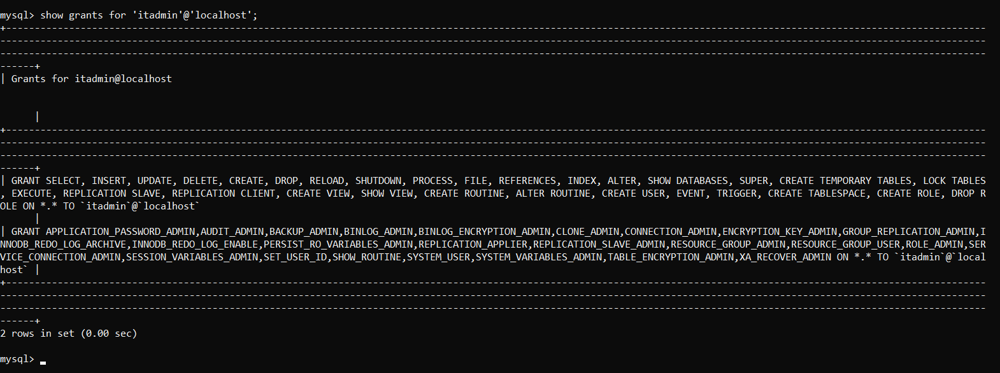 mysql> show grants for 'itadmin'@'localhost';
+---------------------------------------------------------------------------------------------------------------------------------------------------------------------------
----------------------------------------------------------------------------------------------------------------------------------------------------------------------------
----------------------------------------------------------------------------------------------------------------------------------------------------------------------------
------+
| Grants for itadmin@localhost
|
+---------------------------------------------------------------------------------------------------------------------------------------------------------------------------
----------------------------------------------------------------------------------------------------------------------------------------------------------------------------
----------------------------------------------------------------------------------------------------------------------------------------------------------------------------
------+
| GRANT SELECT, INSERT, UPDATE, DELETE, CREATE, DROP, RELOAD, SHUTDOWN, PROCESS, FILE, REFERENCES, INDEX, ALTER, SHOW DATABASES, SUPER, CREATE TEMPORARY TABLES, LOCK TABLES
, EXECUTE, REPLICATION SLAVE, REPLICATION CLIENT, CREATE VIEW, SHOW VIEW, CREATE ROUTINE, ALTER ROUTINE, CREATE USER, EVENT, TRIGGER, CREATE TABLESPACE, CREATE ROLE, DROP R
OLE ON *.* TO `itadmin`@`localhost`
|
| GRANT APPLICATION_PASSWORD_ADMIN,AUDIT_ADMIN,BACKUP_ADMIN,BINLOG_ADMIN,BINLOG_ENCRYPTION_ADMIN,CLONE_ADMIN,CONNECTION_ADMIN,ENCRYPTION_KEY_ADMIN,GROUP_REPLICATION_ADMIN,I
NNODB_REDO_LOG_ARCHIVE,INNODB_REDO_LOG_ENABLE,PERSIST_RO_VARIABLES_ADMIN,REPLICATION_APPLIER,REPLICATION_SLAVE_ADMIN,RESOURCE_GROUP_ADMIN,RESOURCE_GROUP_USER,ROLE_ADMIN,SER
VICE_CONNECTION_ADMIN,SESSION_VARIABLES_ADMIN,SET_USER_ID,SHOW_ROUTINE,SYSTEM_USER,SYSTEM_VARIABLES_ADMIN,TABLE_ENCRYPTION_ADMIN,XA_RECOVER_ADMIN ON *.* TO `itadmin`@`local
host` |
+---------------------------------------------------------------------------------------------------------------------------------------------------------------------------
----------------------------------------------------------------------------------------------------------------------------------------------------------------------------
----------------------------------------------------------------------------------------------------------------------------------------------------------------------------
------+
2 rows in set (0.00 sec)
mysql> _